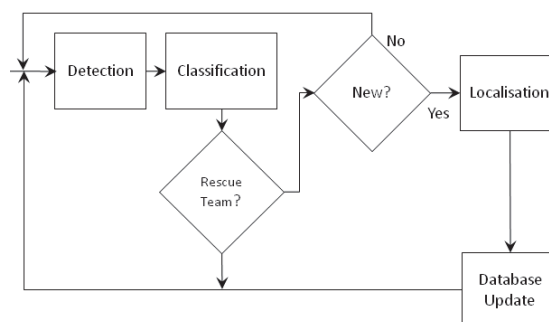 No
Detection
Classification
New?
Localisation
Yes
Rescue
Team?
Database
Update